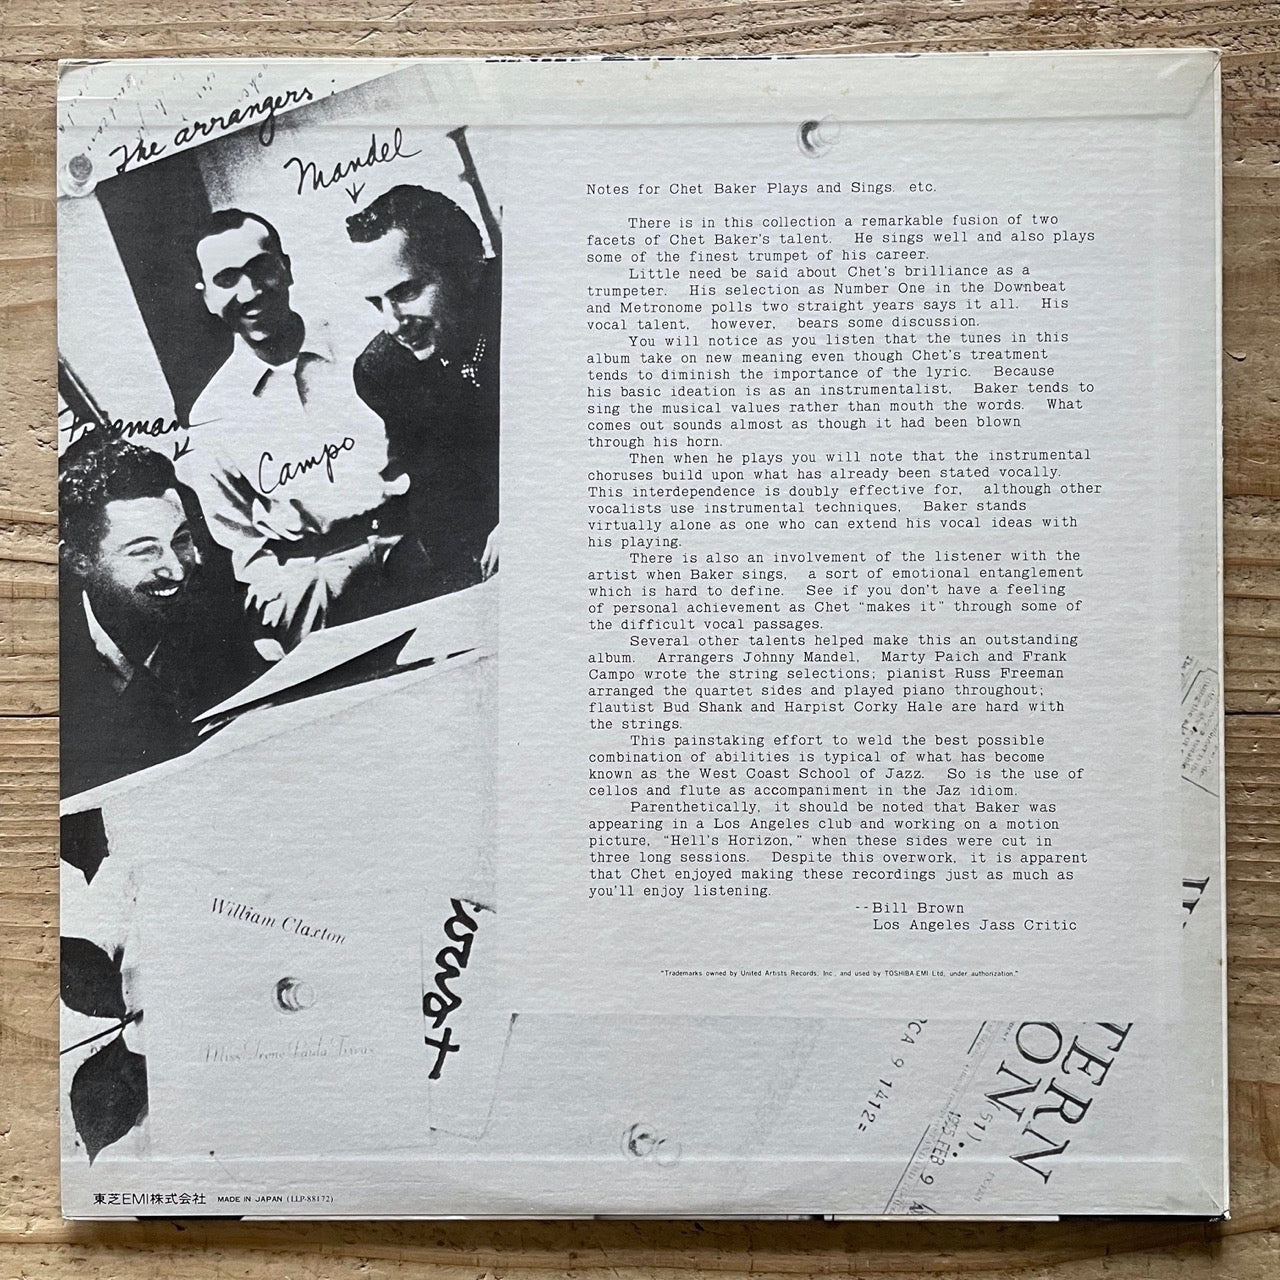 The arrangers
Mandel
Freeman
Campo
Notes for Chet Baker Plays and Sings. etc.
There is in this collection a remarkable fusion of two
facets of Chet Baker's talent. He sings well and also plays
some of the finest trumpet of his career.
Little need be said about Chet's brilliance as a
trumpeter. His selection as Number One in the Downbeat
and Metronome polls two straight years says it all. His
vocal talent, however, bears some discussion.
You will notice as you listen that the tunes in this
album take on new meaning even though Chet's treatment
tends to diminish the importance of the lyric. Because
his basic ideation is as an instrumentalist, Baker tends to
sing the musical values rather than mouth the words. What
comes out sounds almost as though it had been blown
through his horn.
Then when he plays you will note that the instrumental
choruses build upon what has already been stated vocally.
This interdependence is doubly effective for, although other
vocalists use instrumental techniques, Baker stands
virtually alone as one who can extend his vocal ideas with
his playing.
There is also an involvement of the listener with the
artist when Baker sings, a sort of emotional entanglement
which is hard to define. See if you don't have a feeling
of personal achievement as Chet "makes it" through some of
the difficult vocal passages.
Several other talents helped make this an outstanding
album. Arrangers Johnny Mandel, Marty Paich and Frank
Campo wrote the string selections; pianist Russ Freeman
arranged the quartet sides and played piano throughout;
flautist Bud Shank and Harpist Corky Hale are hard with
the strings.
This painstaking effort to weld the best possible
combination of abilities is typical of what has become
known as the West Coast School of Jazz. So is the use of
cellos and flute as accompaniment in the Jaz idiom.
Parenthetically, it should be noted that Baker was
appearing in a Los Angeles club and working on a motion
picture, "Hell's Horizon," when these sides were cut in
three long sessions. Despite this overwork, it is apparent
that Chet enjoyed making these recordings just as much as
you'll enjoy listening.
--Bill Brown
Los Angeles Jass Critic
"Trademarks owned by United Artists Records, Inc., and used by TOSHIBA-EMI Ltd, under authorization."
William Claxton
TERN
ON
CA 9 1412=
1955 FEB 9
東芝EMI株式会社 MADE IN JAPAN (LLP-88172)